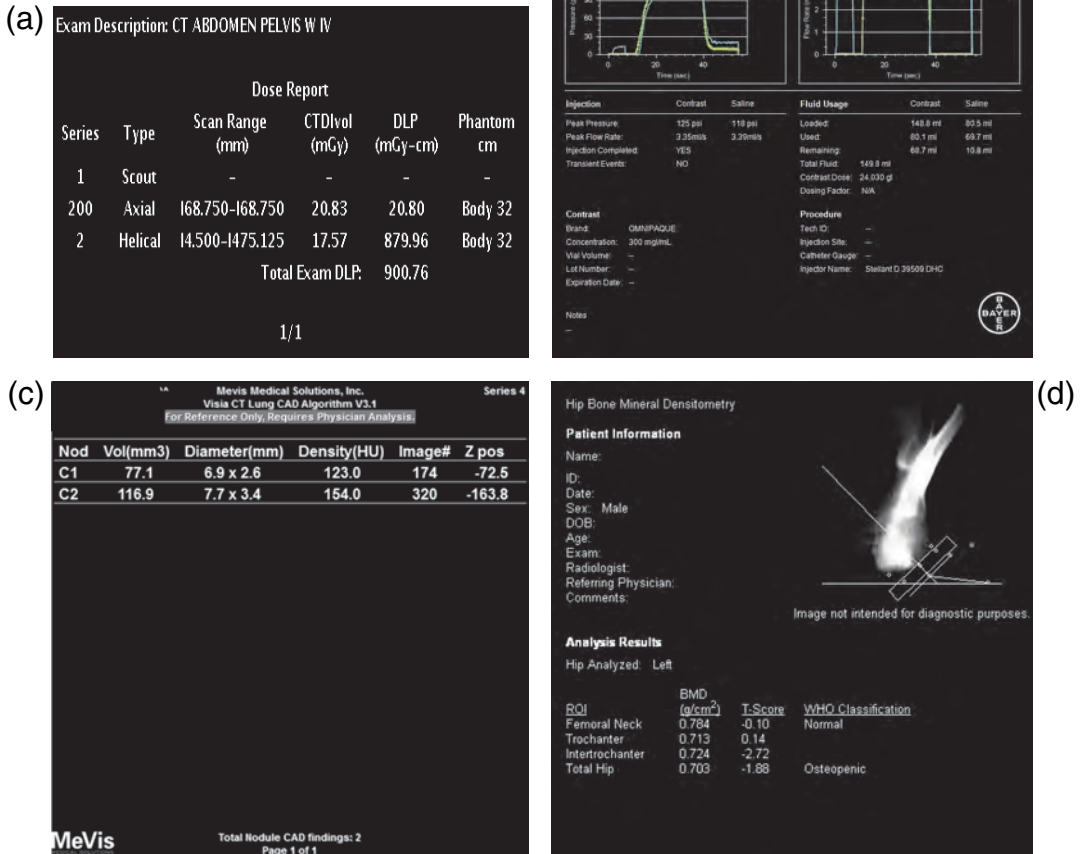 (a)
Exam Description: CT ABDOMEN PELVIS W IV
Dose Report
Series Type Scan Range (mm) CTDIvol (mGy) DLP (mGy-cm) Phantom cm
1 Scout – – – –
200 Axial I68.750-I68.750 20.83 20.80 Body 32
2 Helical I4.500-I475.125 17.57 879.96 Body 32
Total Exam DLP: 900.76
1/1
60
30
0
0 20 40
Time (sec)
2
1
0
0 20 40
Time (sec)
Injection Contrast Saline
Peak Pressure: 125 psi 118 psi
Peak Flow Rate: 3.35ml/s 3.39ml/s
Injection Completed: YES
Transient Events: NO
Fluid Usage Contrast Saline
Loaded: 148.8 ml 80.5 ml
Used: 80.1 ml 69.7 ml
Remaining: 68.7 ml 10.8 ml
Total Fluid: 149.8 ml
Contrast Dose: 24.030 gI
Dosing Factor: N/A
Contrast
Brand: OMNIPAQUE
Concentration: 300 mgI/mL
Vial Volume: –
Lot Number: –
Expiration Date: –
Procedure
Tech ID: –
Injection Site: –
Catheter Gauge: –
Injector Name: Stellant D 39509 DHC
Notes
–
BAYER
BAYER
(c)
Mevis Medical Solutions, Inc. Series 4
Visia CT Lung CAD Algorithm V3.1
For Reference Only, Requires Physician Analysis.
Nod Vol(mm3) Diameter(mm) Density(HU) Image# Z pos
C1 77.1 6.9 x 2.6 123.0 174 -72.5
C2 116.9 7.7 x 3.4 154.0 320 -163.8
MeVis
Total Nodule CAD findings: 2
Page 1 of 1
(d)
Hip Bone Mineral Densitometry
Patient Information
Name:
ID:
Date:
Sex: Male
DOB:
Age:
Exam:
Radiologist:
Referring Physician:
Comments:
Image not intended for diagnostic purposes.
Analysis Results
Hip Analyzed: Left
ROI BMD (g/cm2) T-Score WHO Classification
Femoral Neck 0.784 -0.10 Normal
Trochanter 0.713 0.14
Intertrochanter 0.724 -2.72
Total Hip 0.703 -1.88 Osteopenic